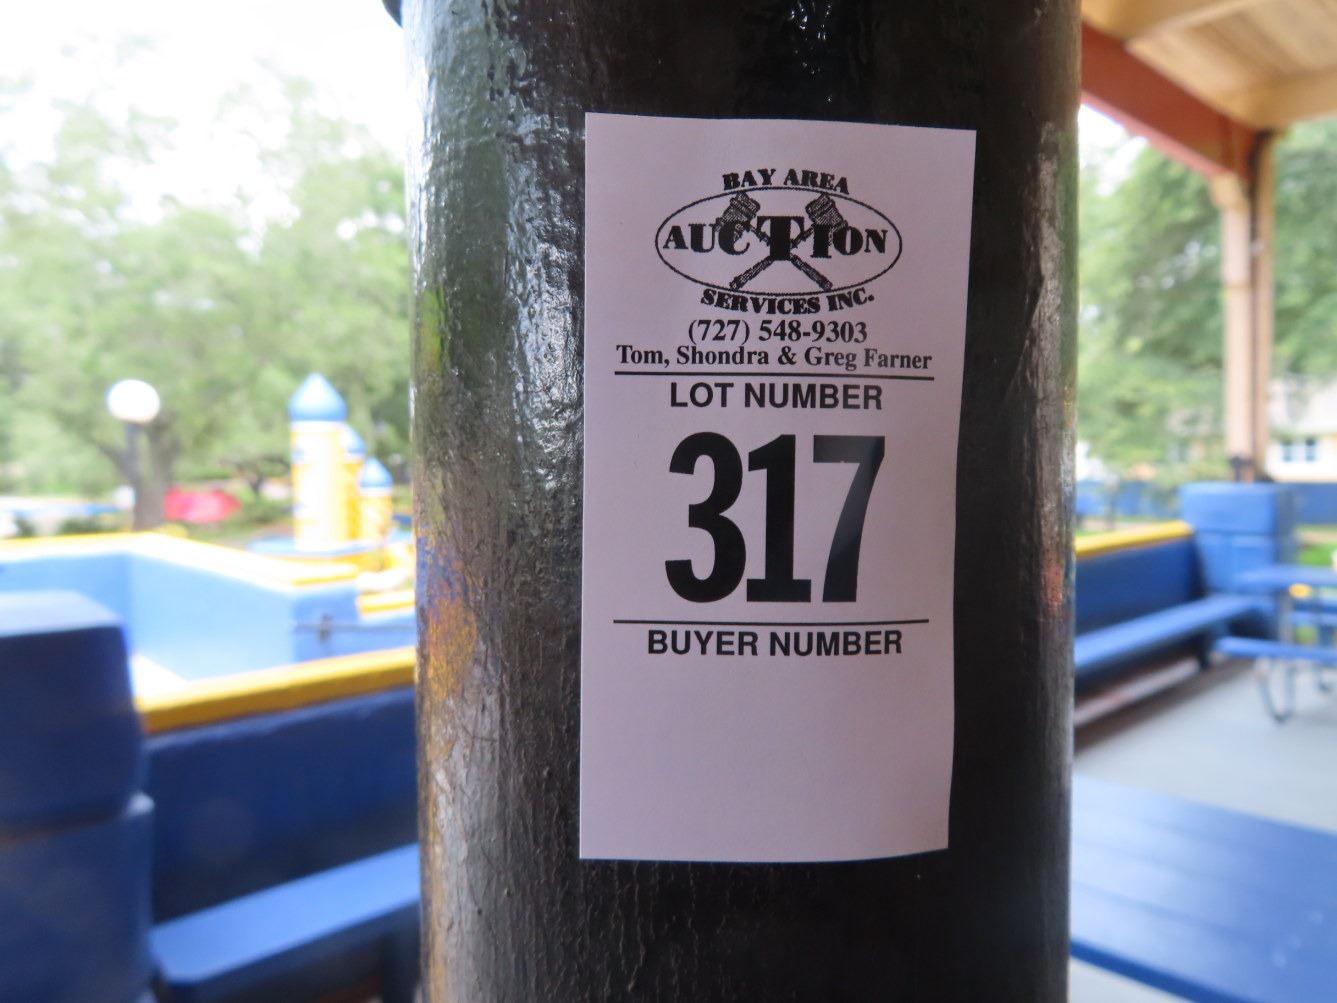 BAY AREA
AUCTION
SERVICES INC.
(727) 548-9303
Tom, Shondra & Greg Farner
LOT NUMBER
317
BUYER NUMBER